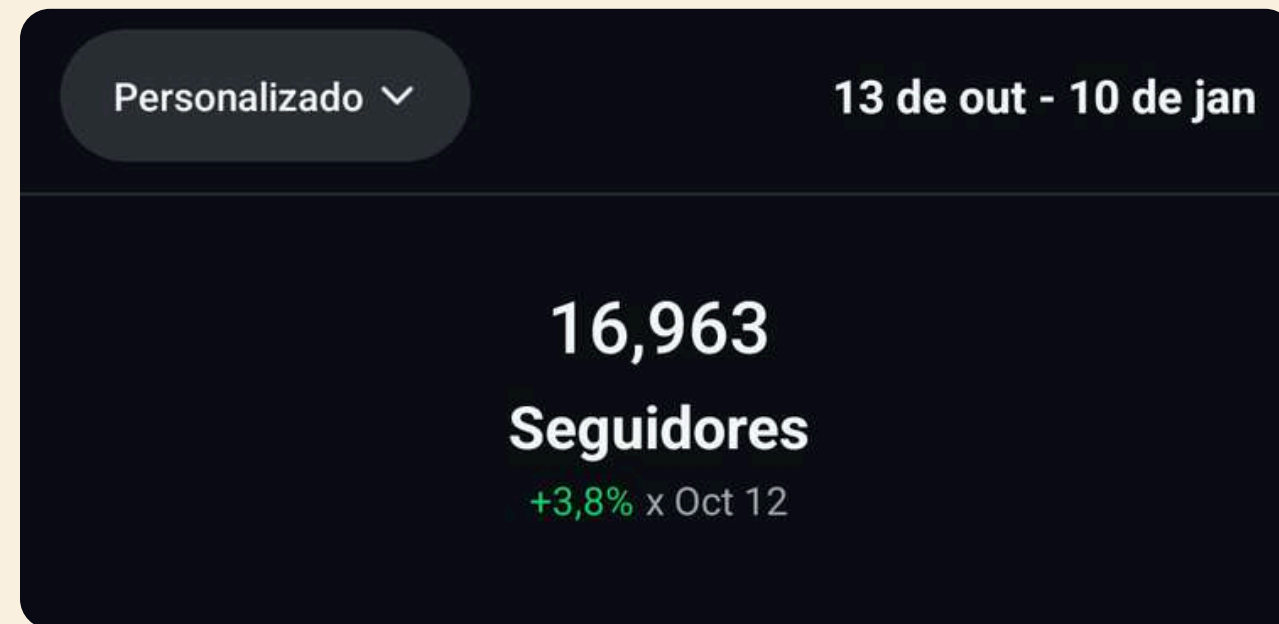 Personalizado
13 de out - 10 de jan
16,963
Seguidores
+3,8% x Oct 12